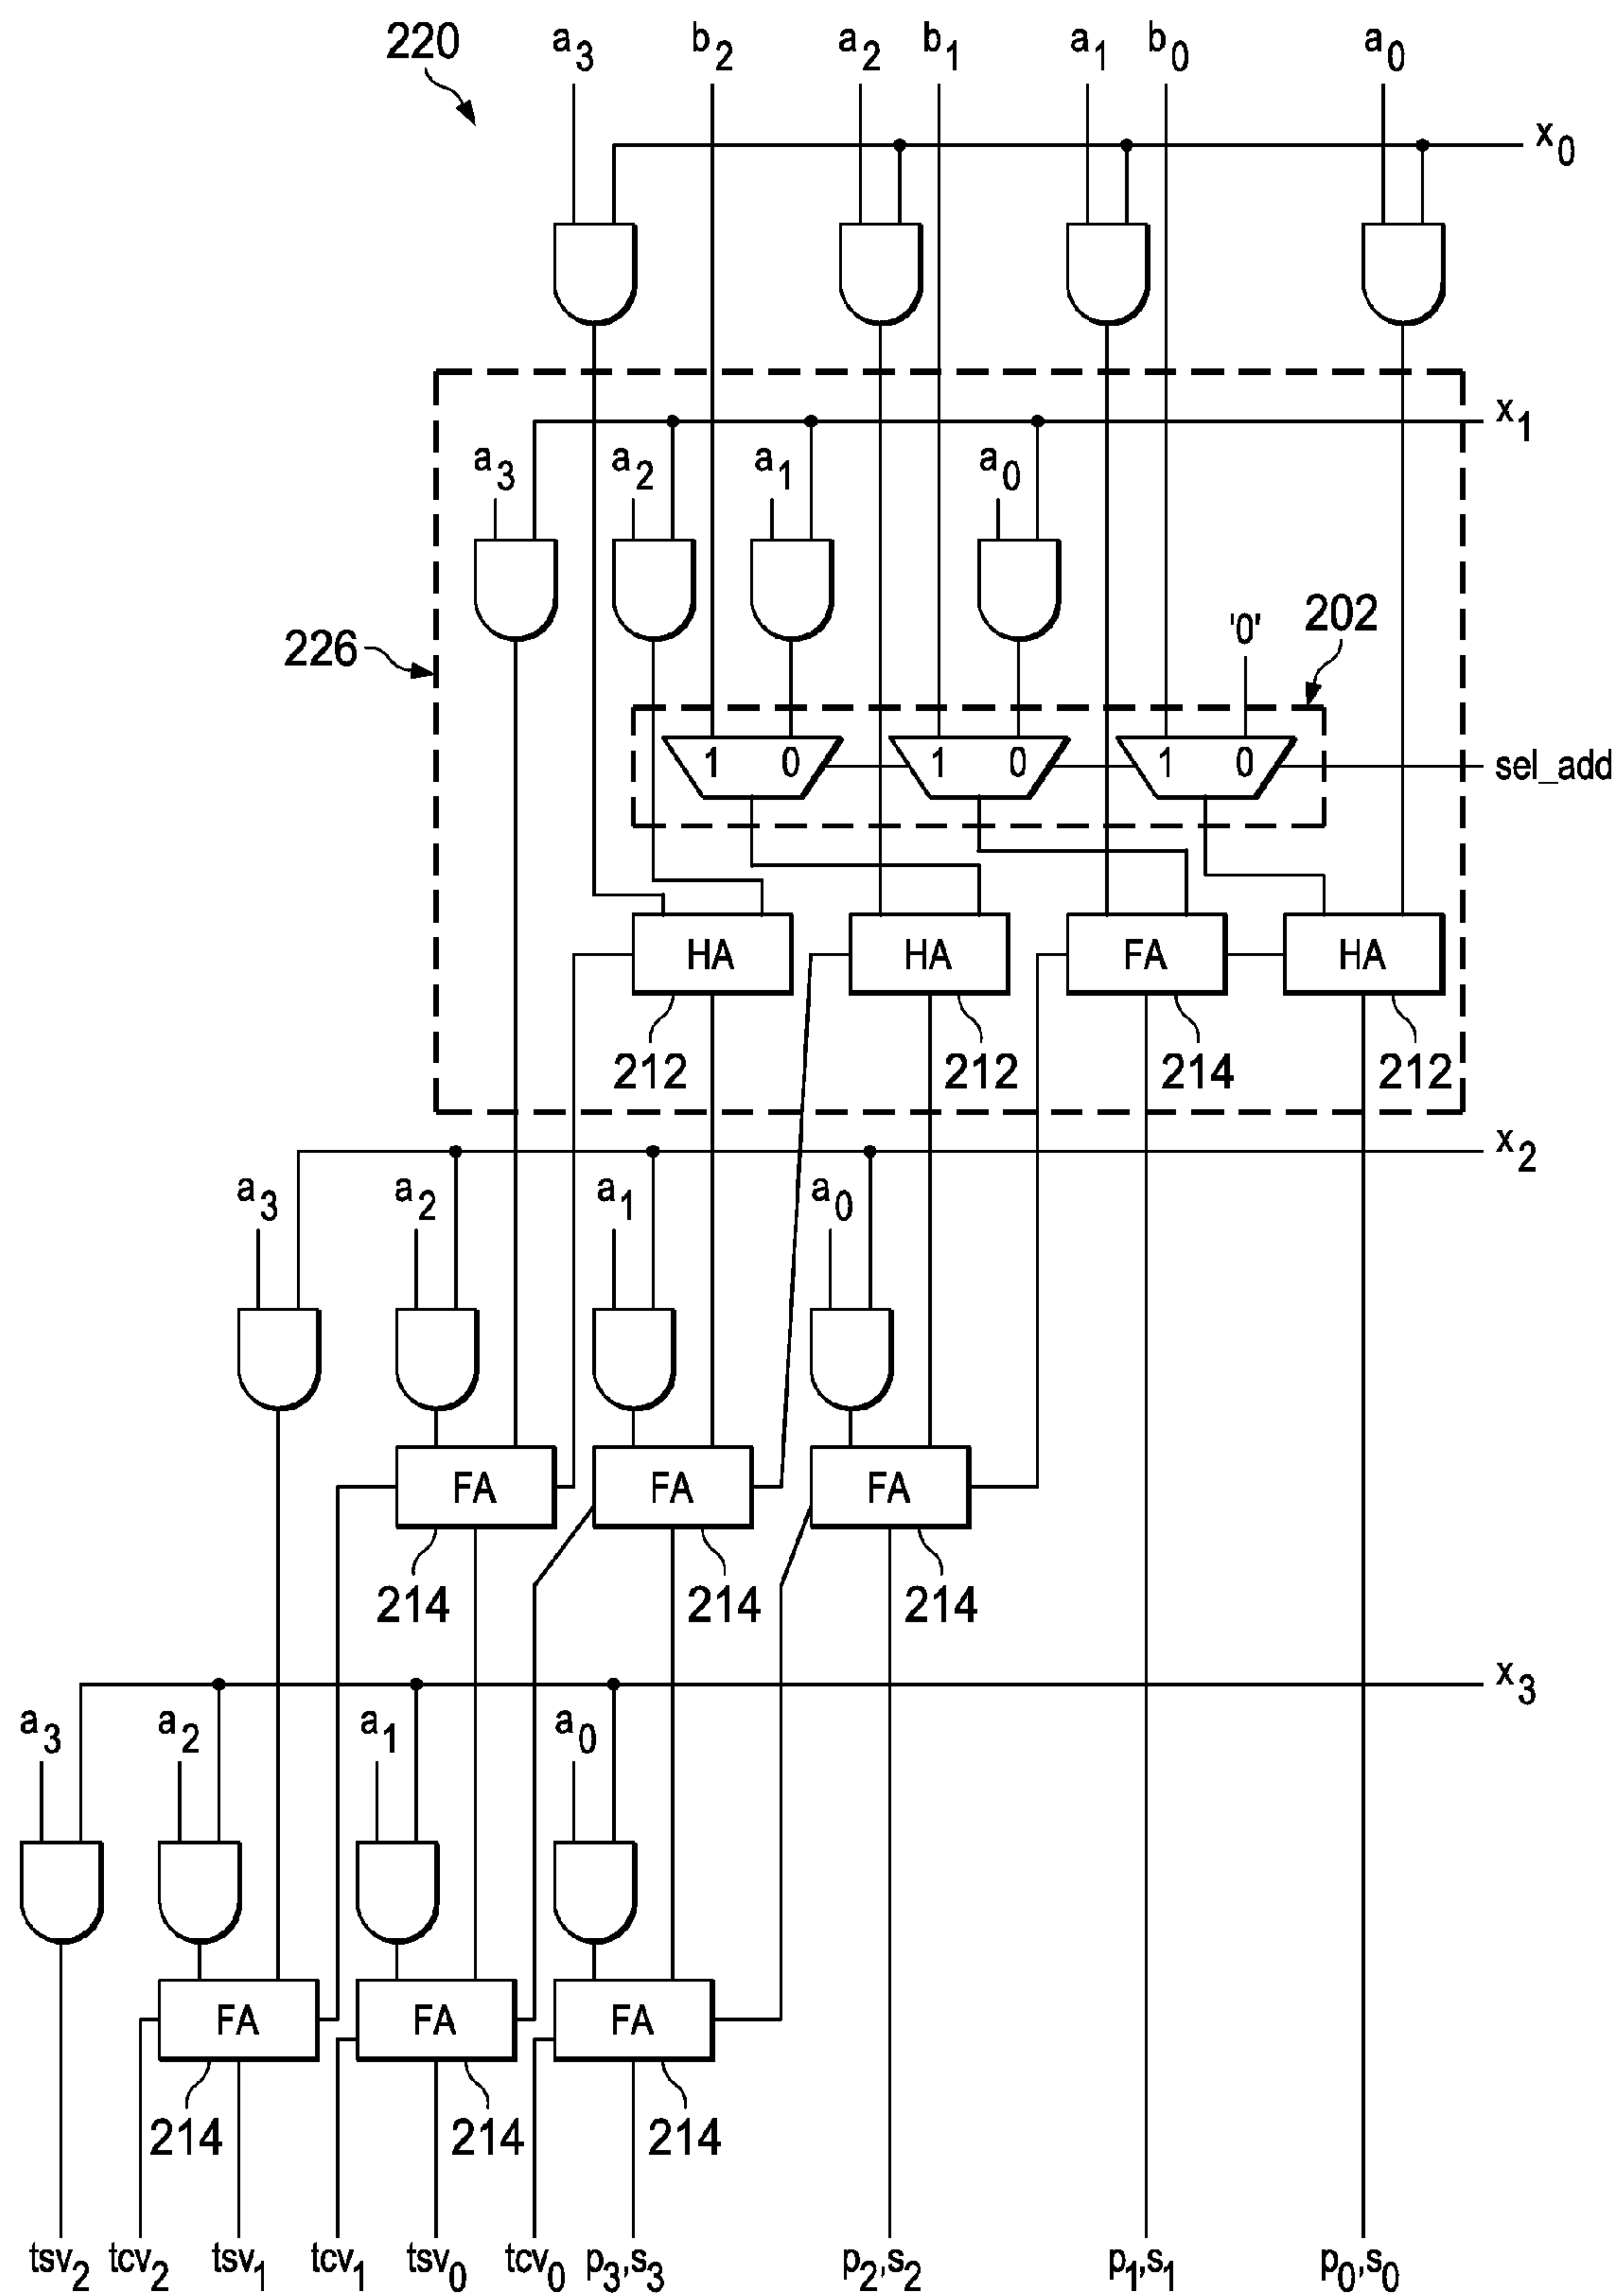 220 a3 b2 a2 b1 a1 b0 a0
x0
x1
a3 a2 a1 a0
'0' 202
226
1 0 1 0 1 0 sel_add
HA HA FA HA
212 212 214 212
x2
a3 a2 a1 a0
FA FA FA
214 214 214
x3
a3 a2 a1 a0
FA FA FA
214 214 214
tsv2 tcv2 tsv1 tcv1 tsv0 tcv0 p3,s3 p2,s2 p1,s1 p0,s0